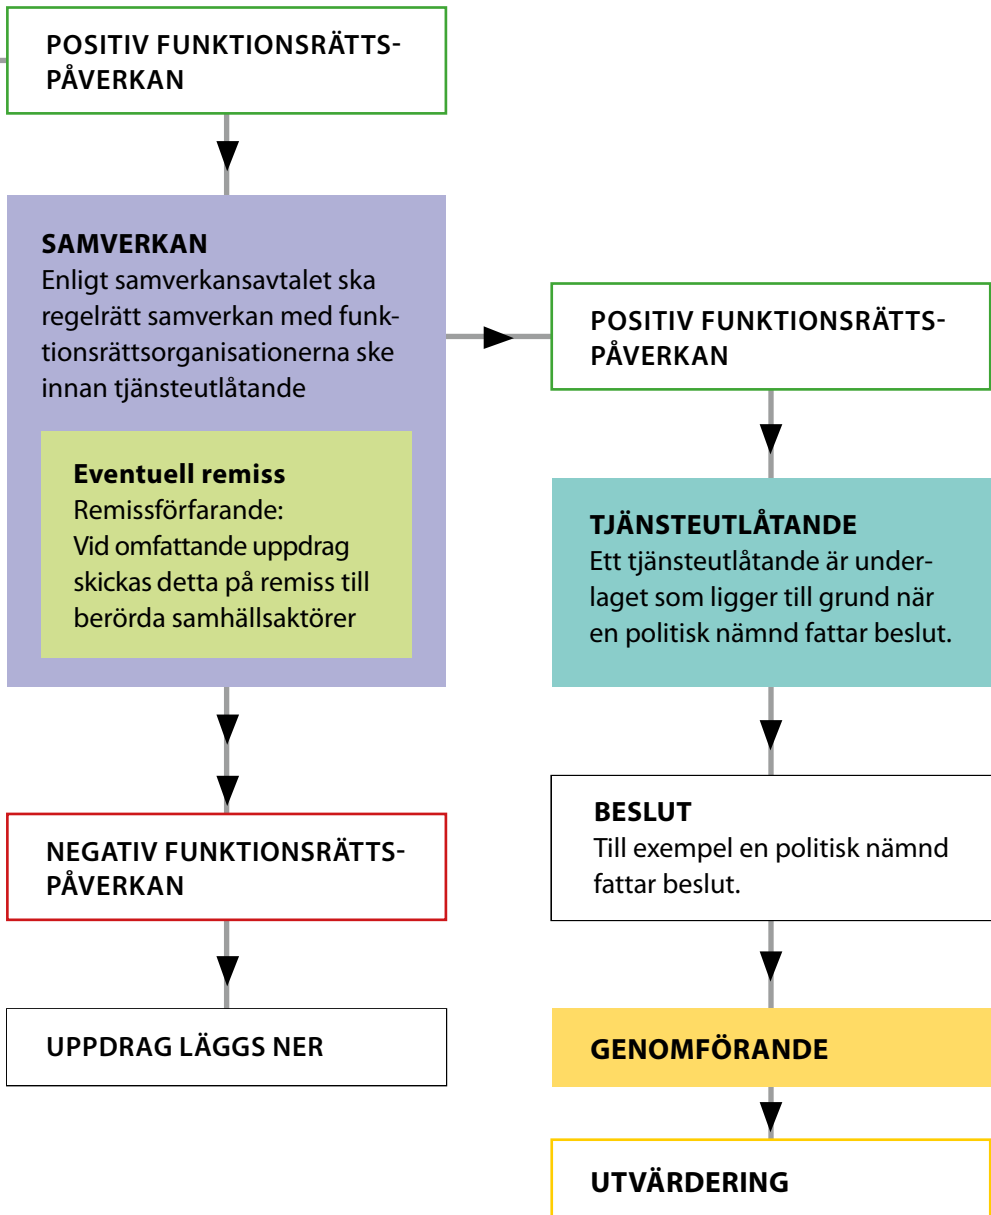 POSITIV FUNKTIONSRÄTTS-
PÅVERKAN
SAMVERKAN
Enligt samverkansavtalet ska
regelrätt samverkan med funk-
tionsrättsorganisationerna ske
innan tjänsteutlåtande
Eventuell remiss
Remissförfarande:
Vid omfattande uppdrag
skickas detta på remiss till
berörda samhällsaktörer
NEGATIV FUNKTIONSRÄTTS-
PÅVERKAN
UPPDRAG LÄGGS NER
POSITIV FUNKTIONSRÄTTS-
PÅVERKAN
TJÄNSTEUTLÅTANDE
Ett tjänsteutlåtande är under-
laget som ligger till grund när
en politisk nämnd fattar beslut.
BESLUT
Till exempel en politisk nämnd
fattar beslut.
GENOMFÖRANDE
UTVÄRDERING